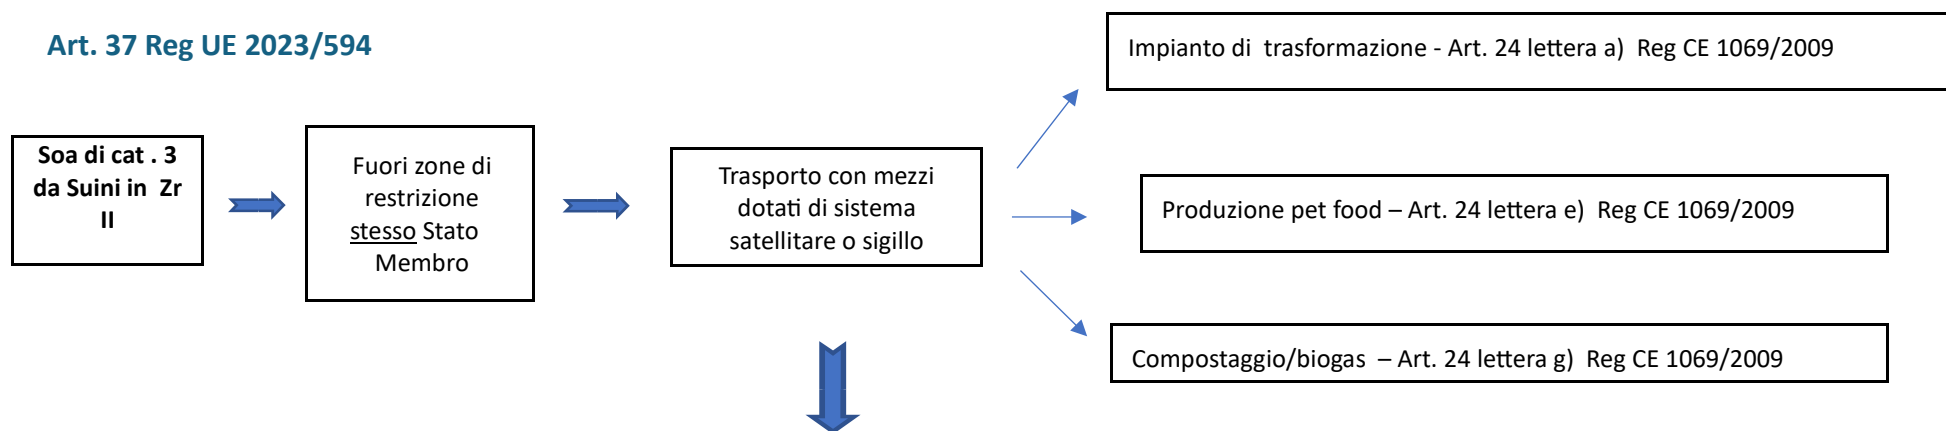 Art. 37 Reg UE 2023/594
Impianto di  trasformazione - Art. 24 lettera a)  Reg CE 1069/2009
Soa di cat . 3
da Suini in  Zr
II
Fuori zone di
restrizione
stesso Stato
Membro
Trasporto con mezzi
dotati di sistema
satellitare o sigillo
Produzione pet food – Art. 24 lettera e)  Reg CE 1069/2009
Compostaggio/biogas  – Art. 24 lettera g)  Reg CE 1069/2009